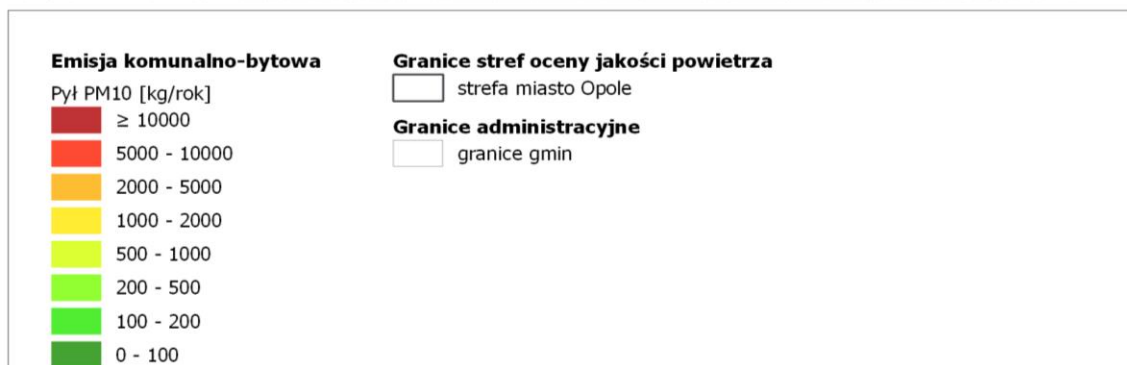 Emisja komunalno-bytowa
Pył PM10 [kg/rok]
≥ 10000
5000 - 10000
2000 - 5000
1000 - 2000
500 - 1000
200 - 500
100 - 200
0 - 100
Granice stref oceny jakości powietrza
strefa miasto Opole
Granice administracyjne
granice gmin